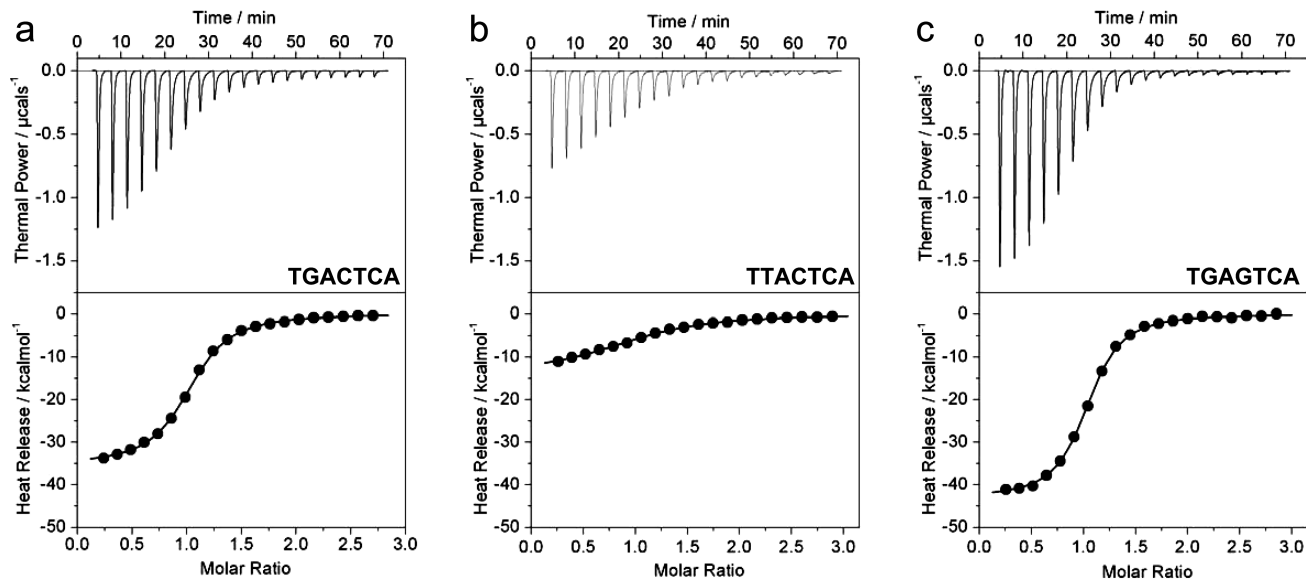 a
Time / min
0 10 20 30 40 50 60 70
Thermal Power / µcals⁻¹
0.0
-0.5
-1.0
-1.5
TGACTCA
Heat Release / kcalmol⁻¹
0
-10
-20
-30
-40
-50
0.0 0.5 1.0 1.5 2.0 2.5 3.0
Molar Ratio
b
Time / min
0 10 20 30 40 50 60 70
Thermal Power / µcals⁻¹
0.0
-0.5
-1.0
-1.5
TTACTCA
Heat Release / kcalmol⁻¹
0
-10
-20
-30
-40
-50
0.0 0.5 1.0 1.5 2.0 2.5 3.0
Molar Ratio
c
Time / min
0 10 20 30 40 50 60 70
Thermal Power / µcals⁻¹
0.0
-0.5
-1.0
-1.5
TGAGTCA
Heat Release / kcalmol⁻¹
0
-10
-20
-30
-40
-50
0.0 0.5 1.0 1.5 2.0 2.5 3.0
Molar Ratio